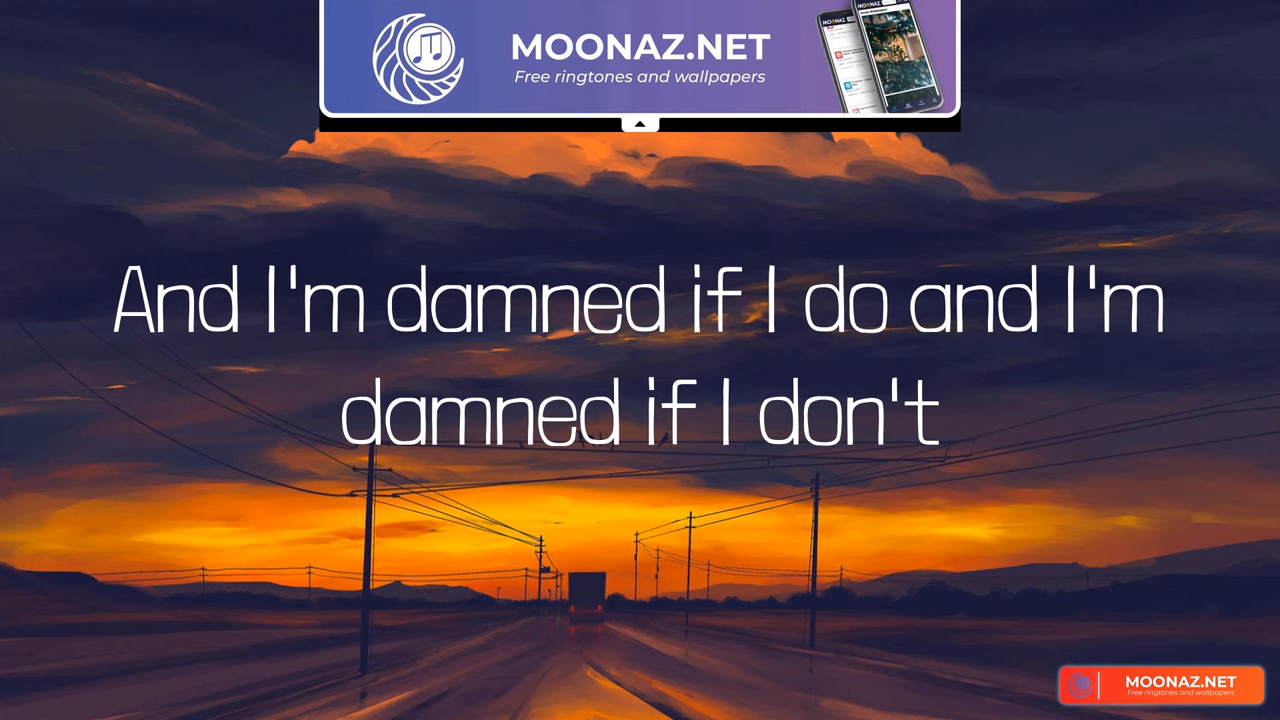 MOONAZ.NET
Free ringtones and wallpapers
And I'm damned if I do and I'm
damned if I don't
MOONAZ.NET
Free ringtones and wallpapers